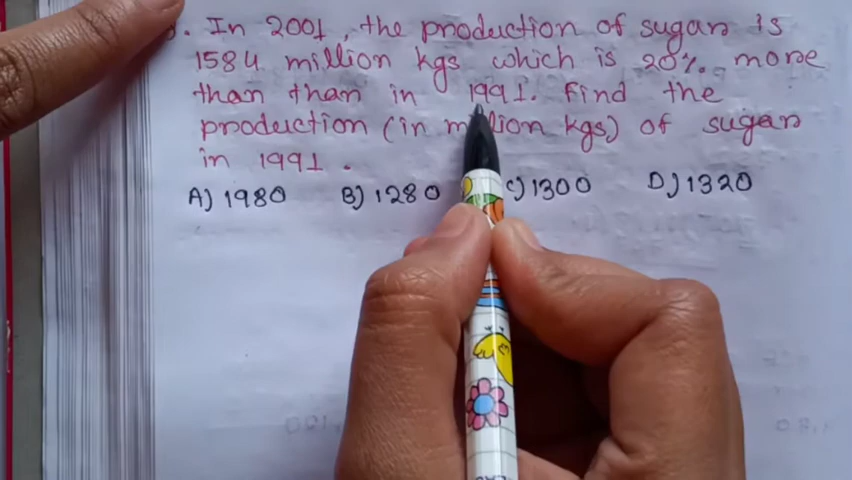 . In 2001, the production of sugar is
1584 million kgs which is 20% more
than than in 1991. Find the
production (in million kgs) of sugar
in 1991.
A) 1980 B) 1280 C) 1300 D) 1320